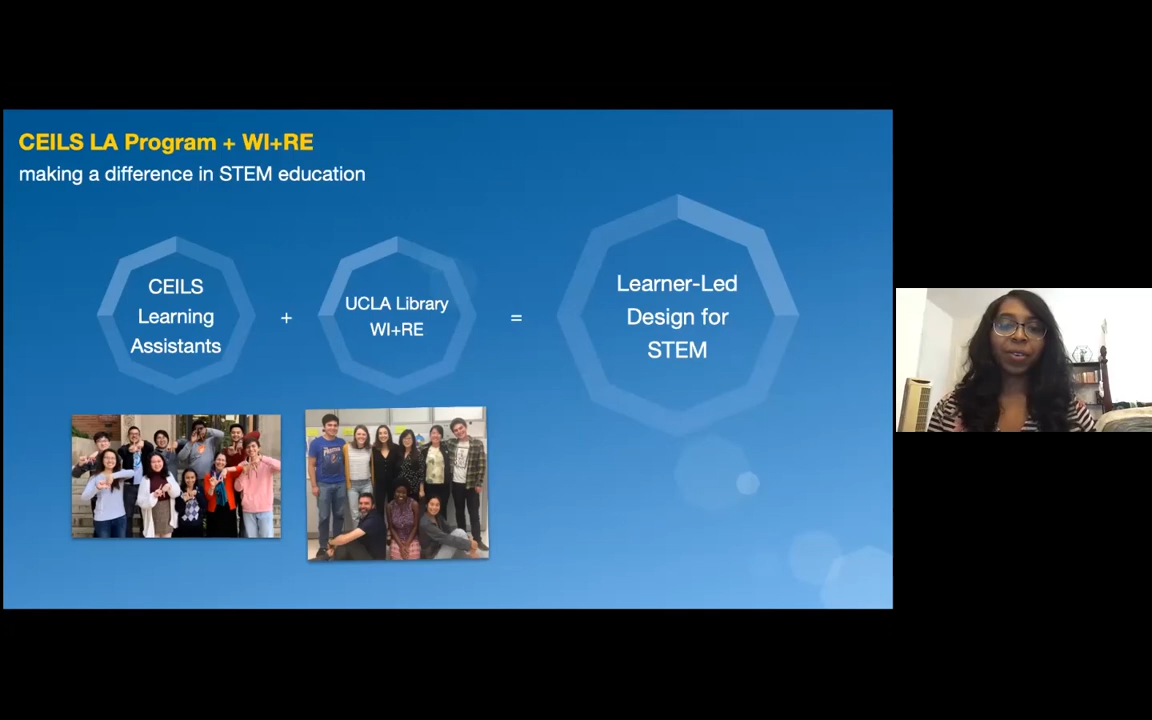 CEILS LA Program + WI+RE
making a difference in STEM education
CEILS
Learning
Assistants
+
UCLA Library
WI+RE
=
Learner-Led
Design for
STEM